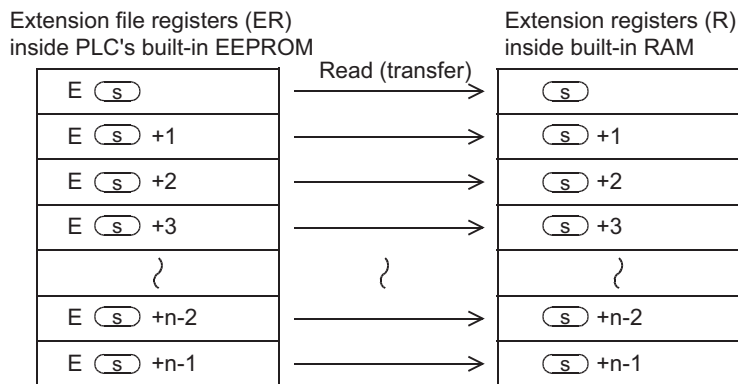 Extension file registers (ER)
inside PLC's built-in EEPROM
Extension registers (R)
inside built-in RAM
Read (transfer)
E s
s
E s +1
s +1
E s +2
s +2
E s +3
s +3
E s +n-2
s +n-2
E s +n-1
s +n-1